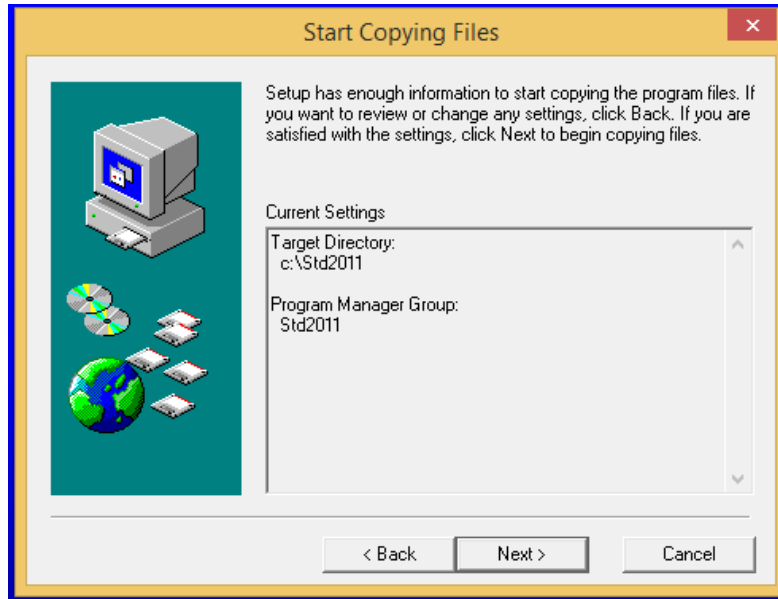 Start Copying Files
Setup has enough information to start copying the program files. If
you want to review or change any settings, click Back. If you are
satisfied with the settings, click Next to begin copying files.
Current Settings
Target Directory:
c:\Std2011
Program Manager Group:
Std2011
< Back
Next >
Cancel